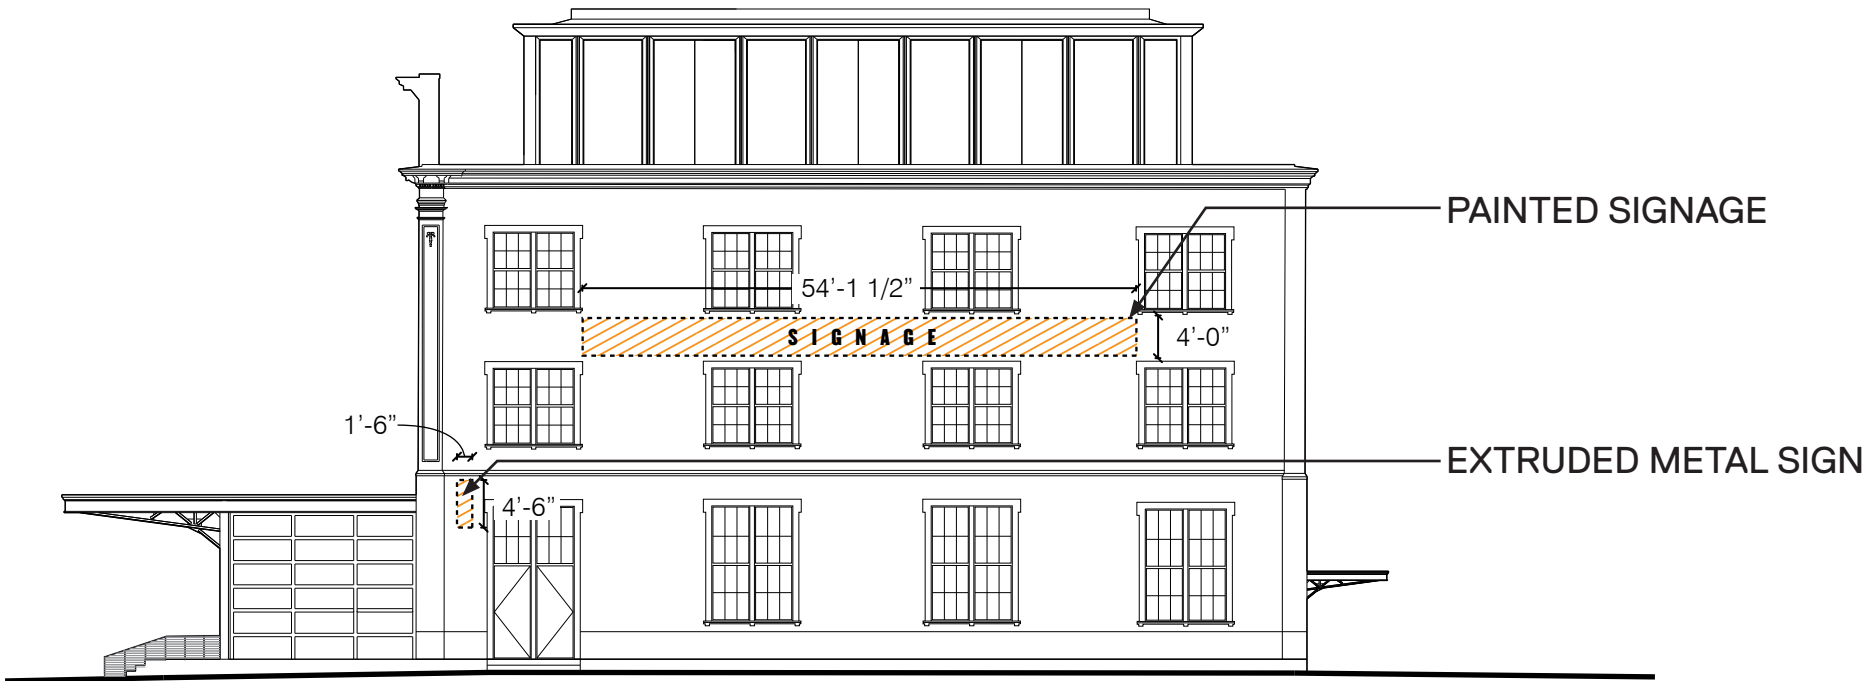 PAINTED SIGNAGE
54’-1 1/2”
SIGNAGE
4’-0”
1’-6”
EXTRUDED METAL SIGN
4’-6”